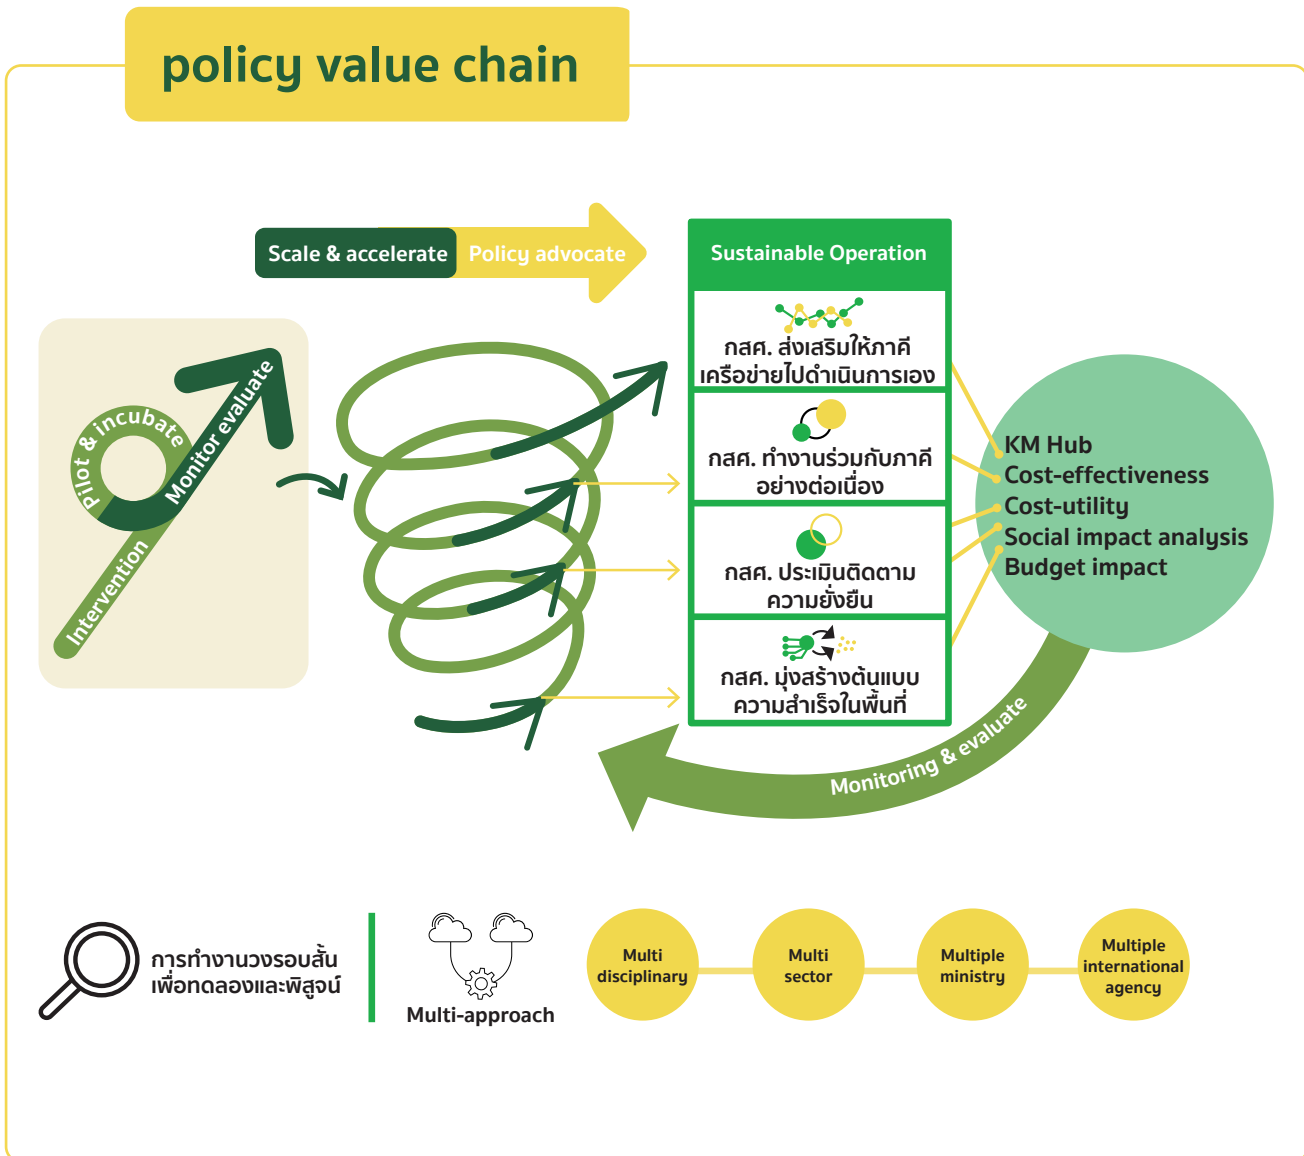 policy value chain
Scale & accelerate
Policy advocate
Pilot & incubate
Monitor evaluate
Intervention
Sustainable Operation
กสศ. ส่งเสริมให้ภาคี
เครือข่ายไปดำเนินการเอง
กสศ. ทำงานร่วมกับภาคี
อย่างต่อเนื่อง
กสศ. ประเมินติดตาม
ความยั่งยืน
กสศ. มุ่งสร้างต้นแบบ
ความสำเร็จในพื้นที่
KM Hub
Cost-effectiveness
Cost-utility
Social impact analysis
Budget impact
Monitoring & evaluate
การทำงานวงรอบสั้น
เพื่อทดลองและพิสูจน์
Multi-approach
Multi
disciplinary
Multi
sector
Multiple
ministry
Multiple
international
agency